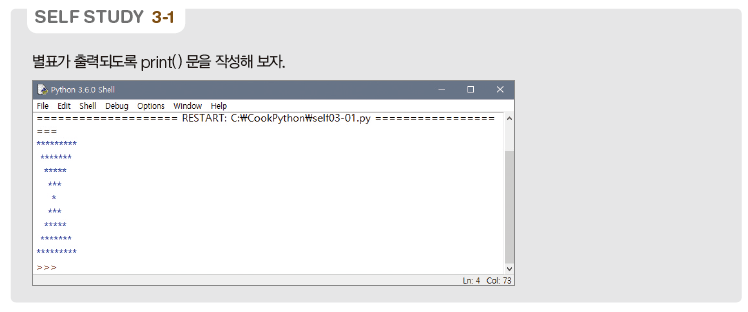 SELF STUDY 3-1
별표가 출력되도록 print() 문을 작성해 보자.
Python 3.6.0 Shell
File Edit Shell Debug Options Window Help
==================== RESTART: C:₩CookPython₩self03-01.py =================
===
*********
 *******
  *****
   ***
    *
   ***
  *****
 *******
*********
>>>
Ln: 4 Col: 73